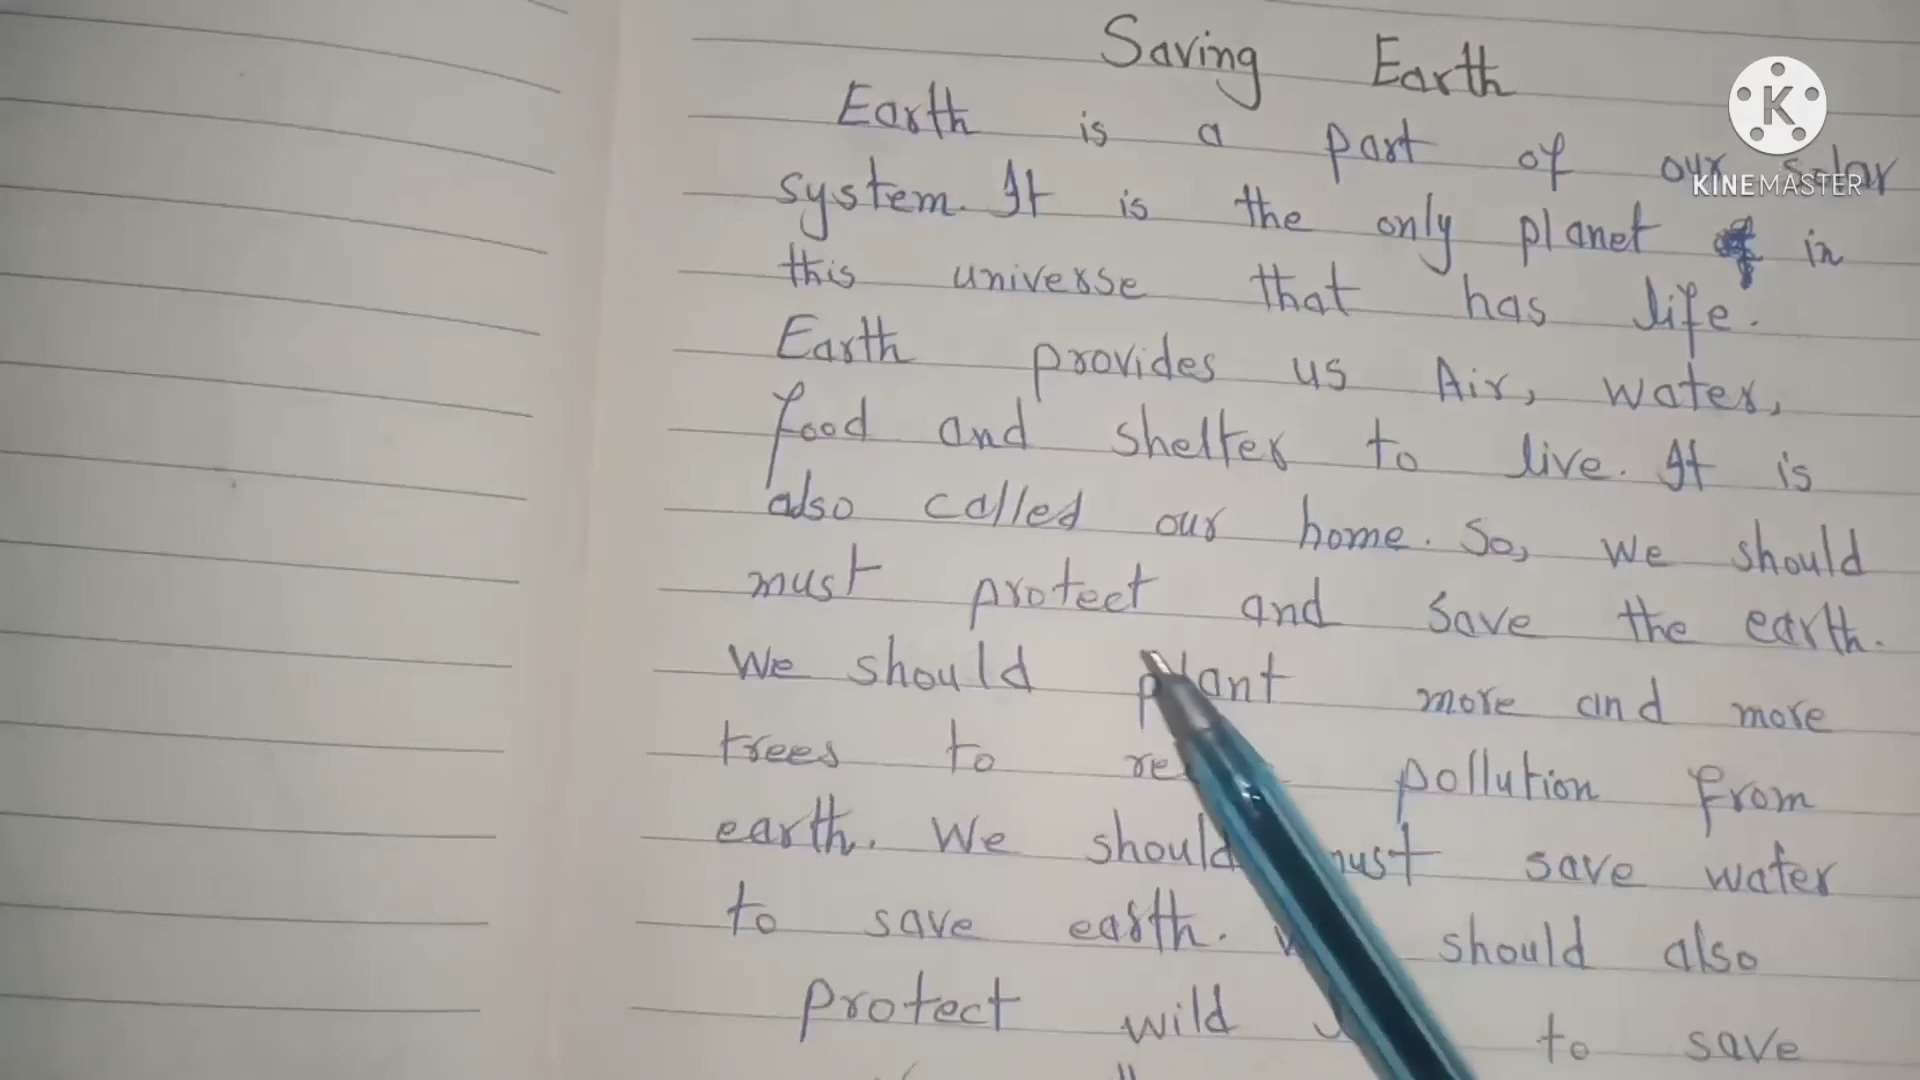 Saving Earth
Earth is a part of our solar
system. It is the only planet in
this universe that has life.
Earth provides us Air, water,
food and shelter to live. It is
also called our home. So, we should
must protect and save the earth.
We should plant more and more
trees to pollution from
earth. We should must save water
to save earth. should also
protect wild to save
KINEMASTER